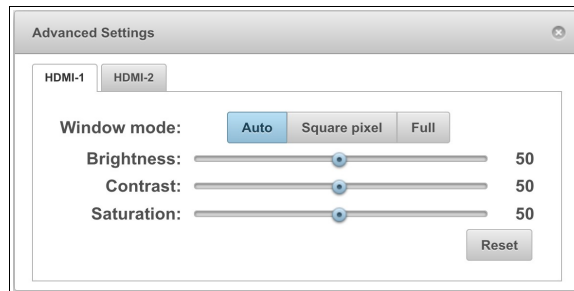 Advanced Settings
HDMI-1 HDMI-2
Window mode: Auto Square pixel Full
Brightness: 50
Contrast: 50
Saturation: 50
Reset